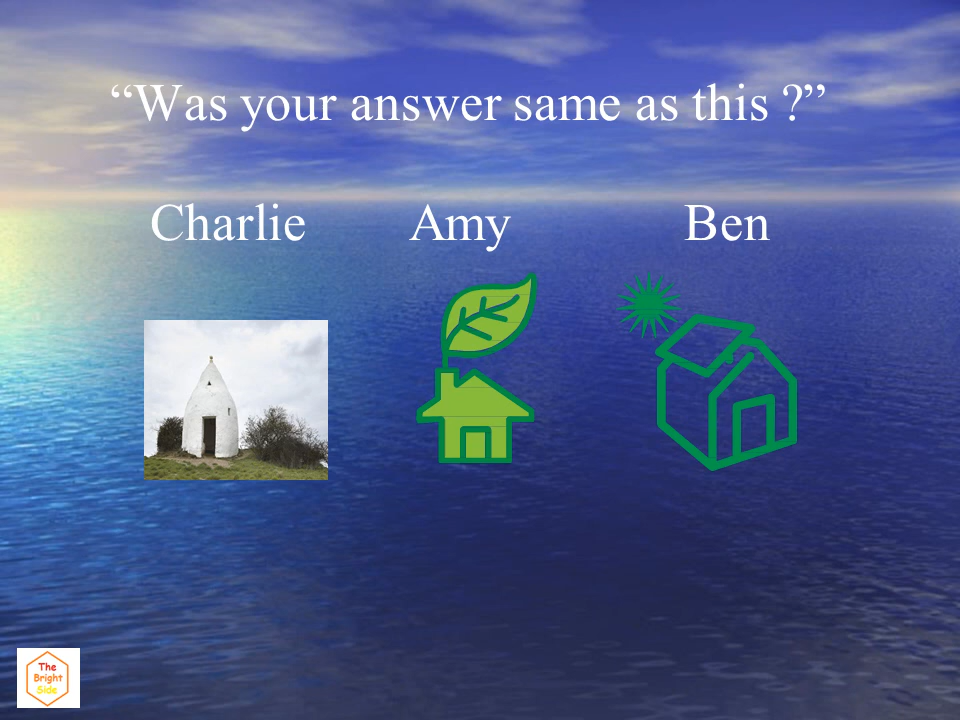 “Was your answer same as this ?”
Charlie Amy Ben
The
Bright
Side